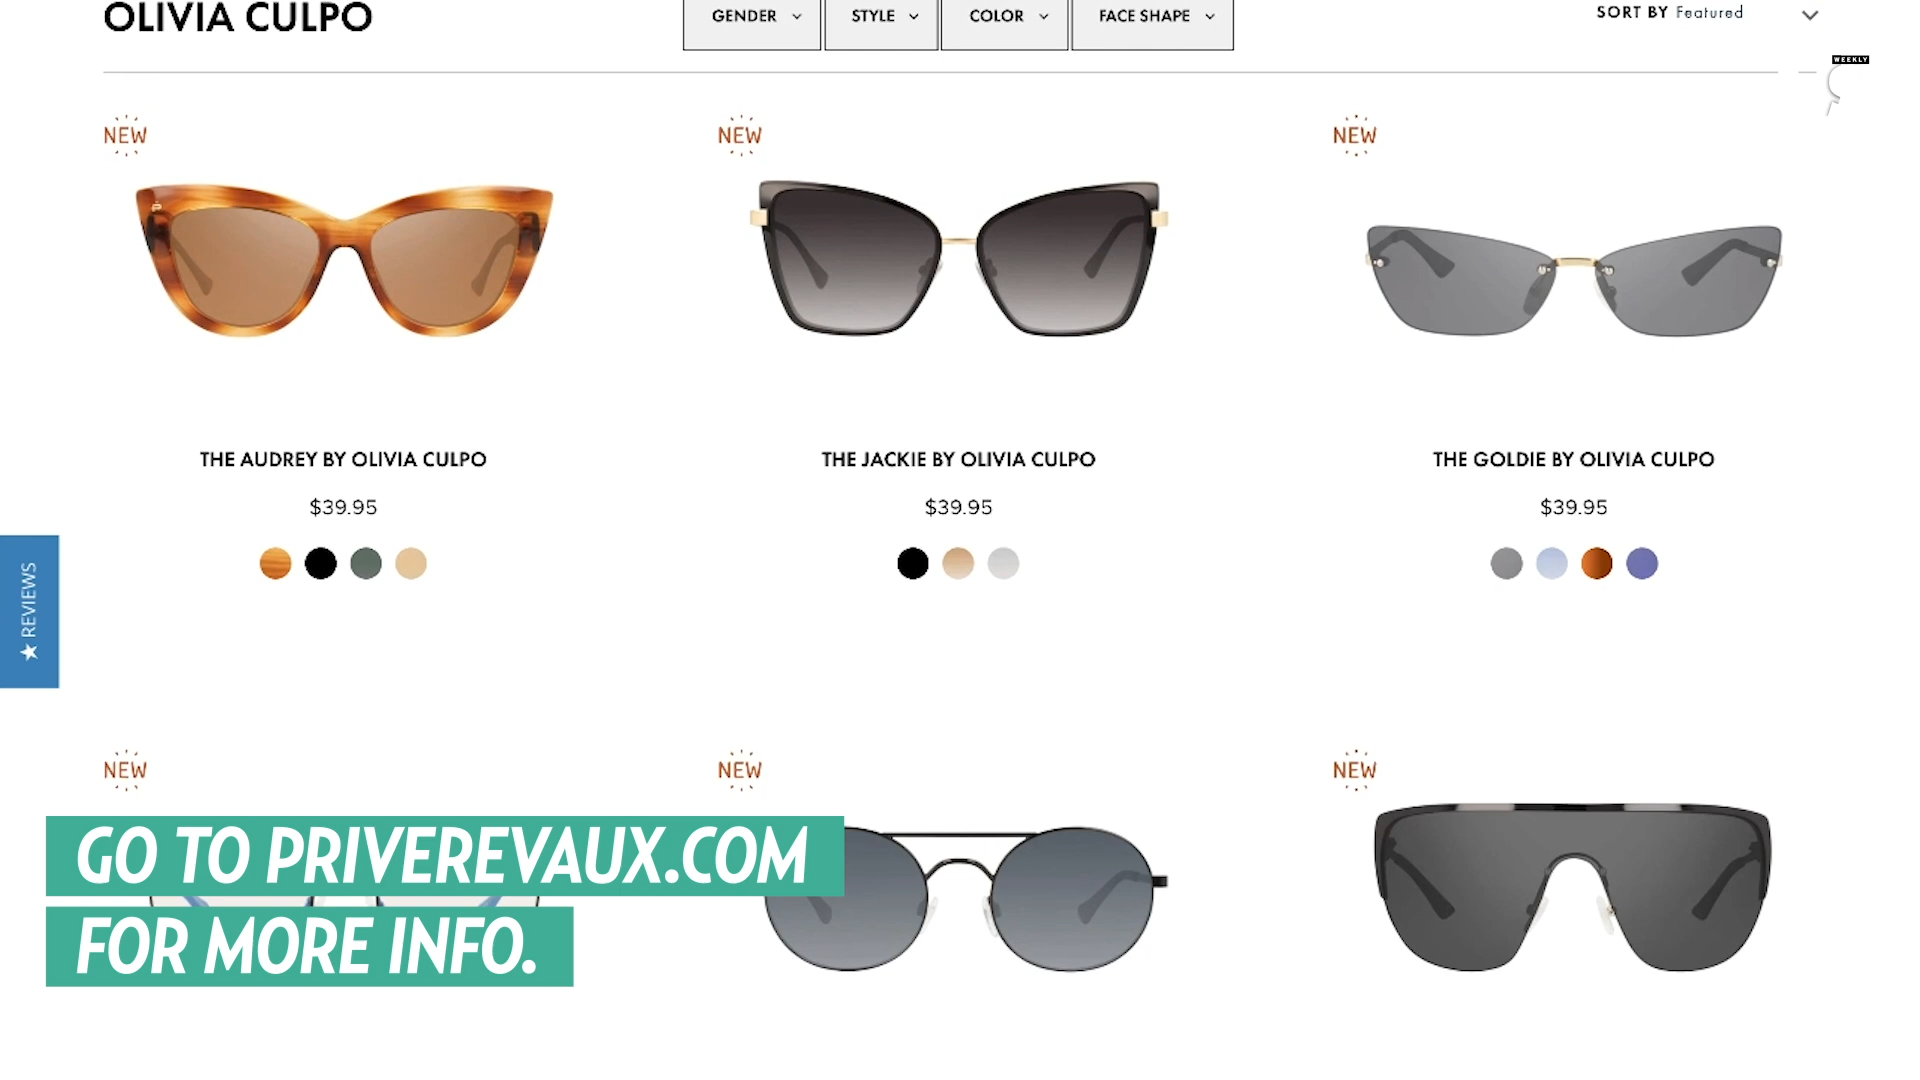 OLIVIA CULPO
GENDER
STYLE
COLOR
FACE SHAPE
SORT BY Featured
WEEKLY
NEW
NEW
NEW
THE AUDREY BY OLIVIA CULPO
THE JACKIE BY OLIVIA CULPO
THE GOLDIE BY OLIVIA CULPO
$39.95
$39.95
$39.95
★ REVIEWS
NEW
NEW
NEW
GO TO PRIVEREVAUX.COM
FOR MORE INFO.